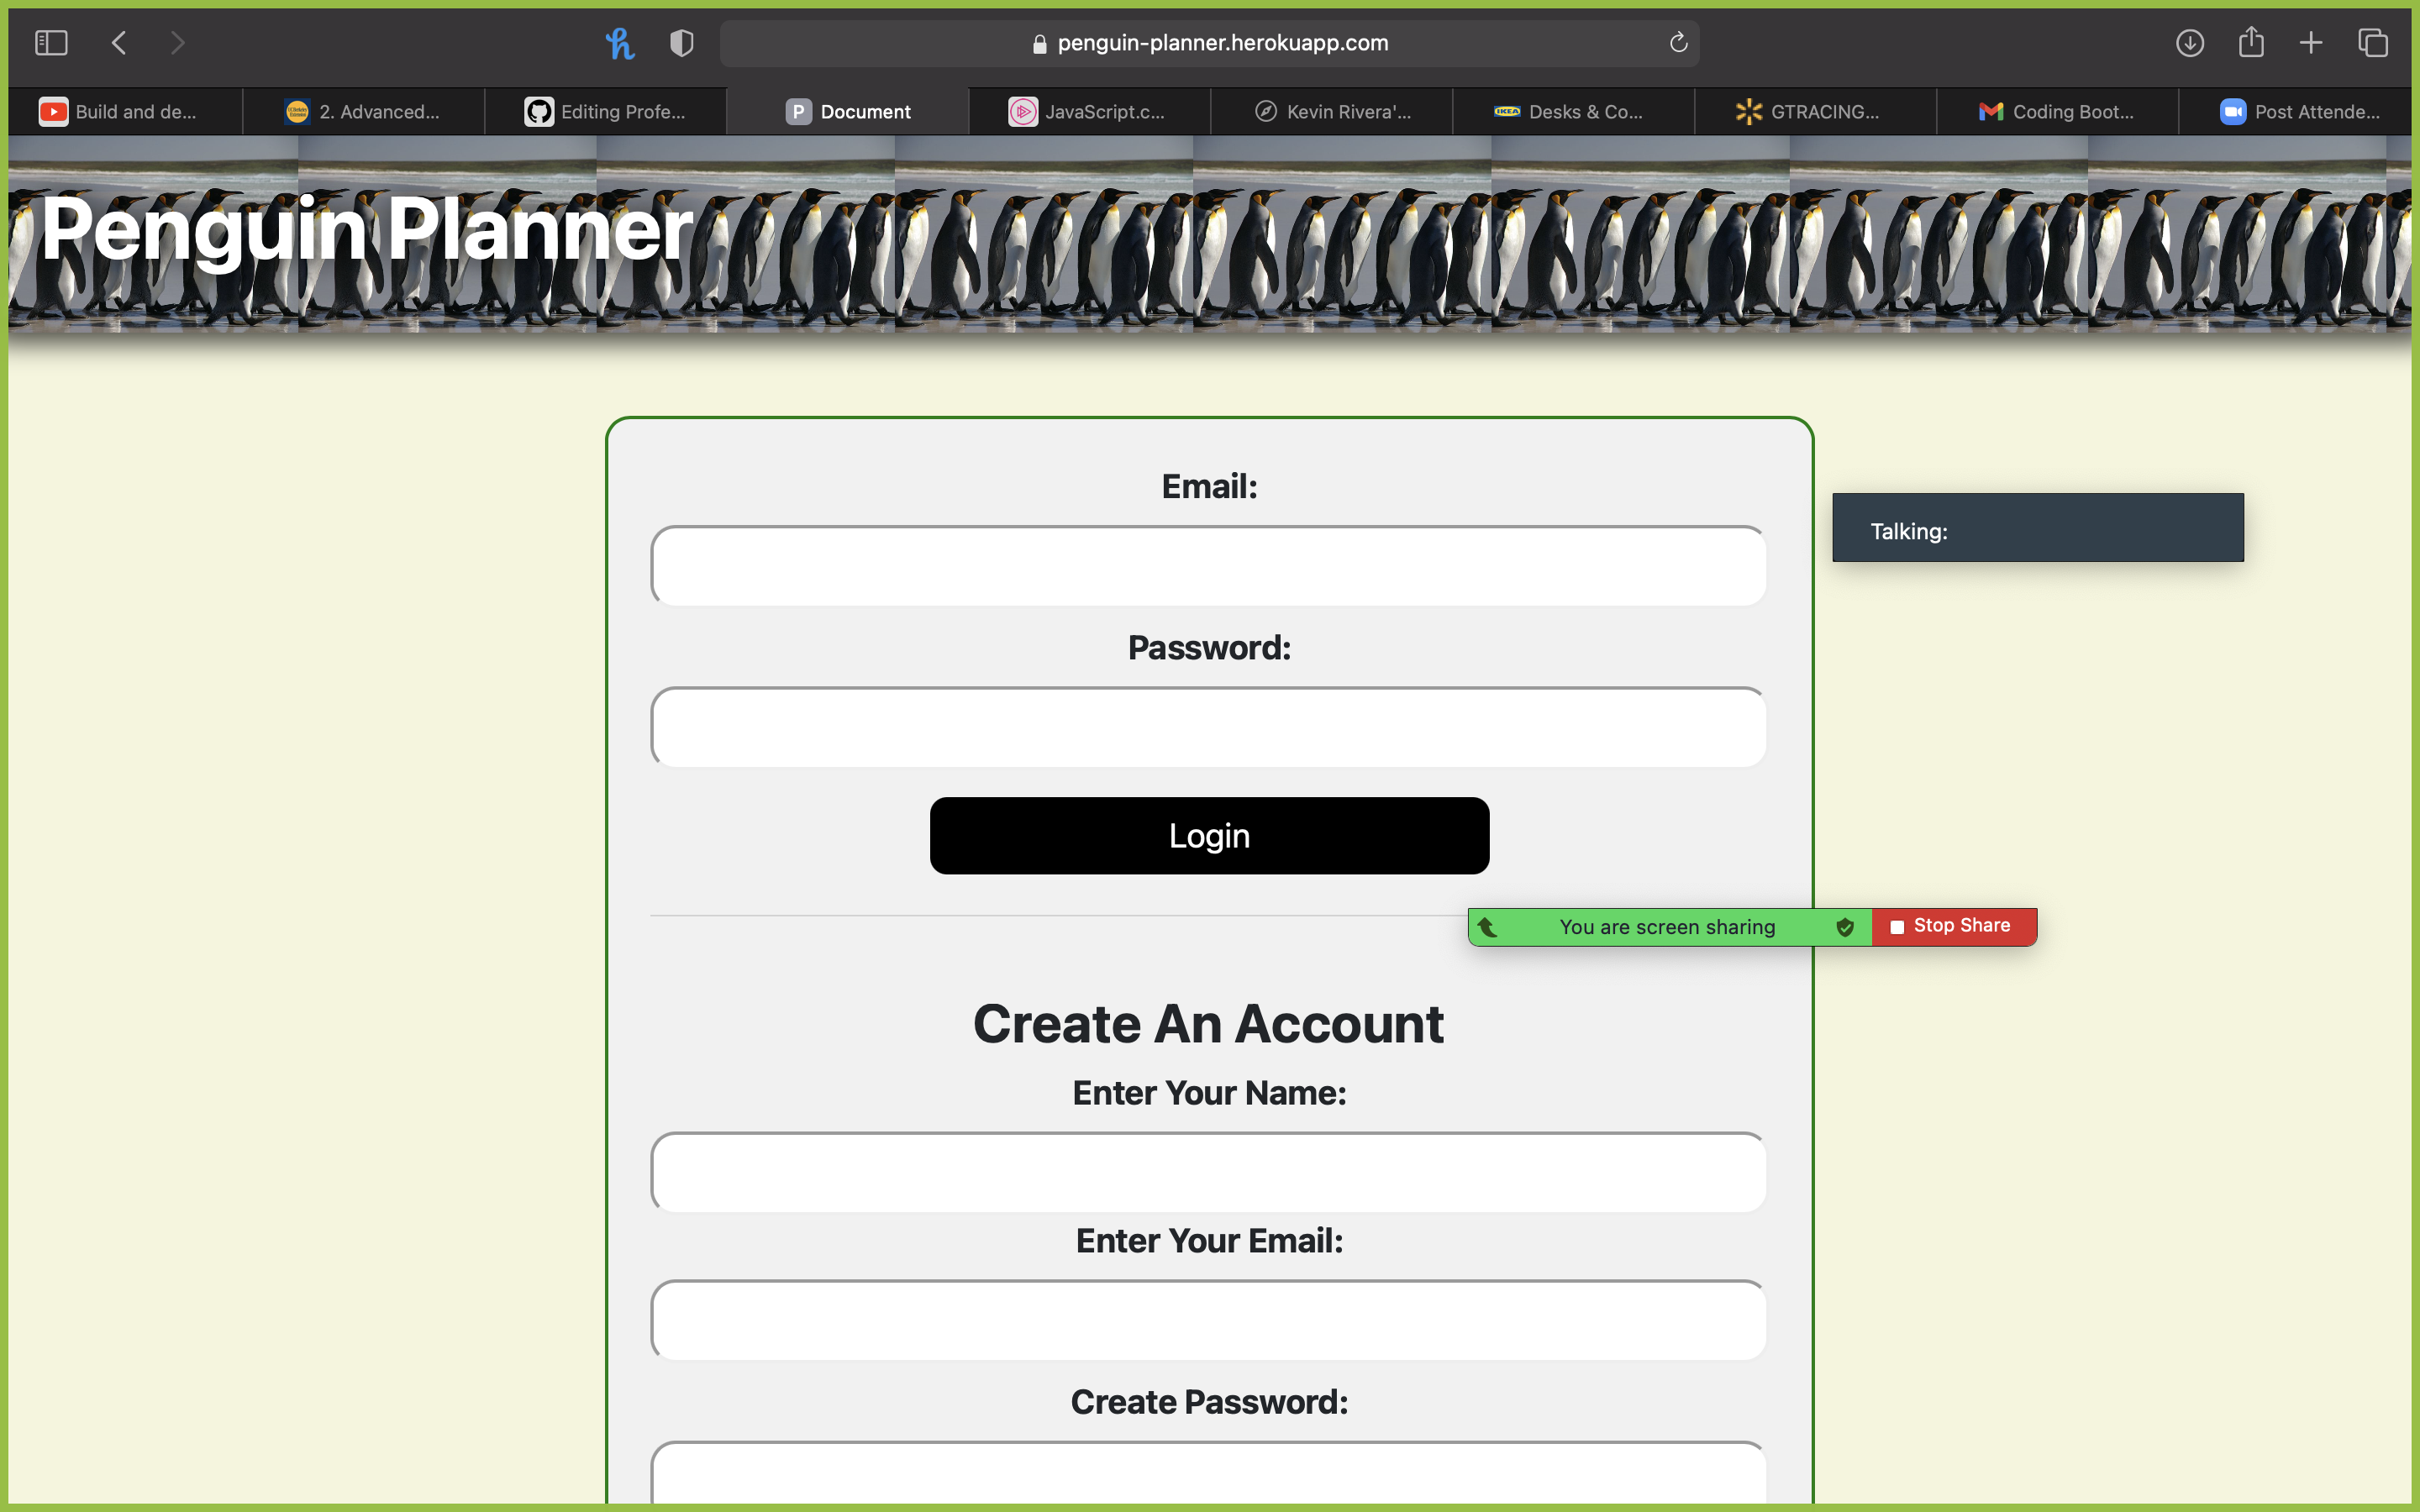 penguin-planner.herokuapp.com
Build and de...
2. Advanced...
Editing Profe...
P Document
JavaScript.c...
Kevin Rivera'...
IKEA Desks & Co...
GTRACING...
Coding Boot...
Post Attende...
Penguin Planner
Email:
Talking:
Password:
Login
You are screen sharing
Stop Share
Create An Account
Enter Your Name:
Enter Your Email:
Create Password: